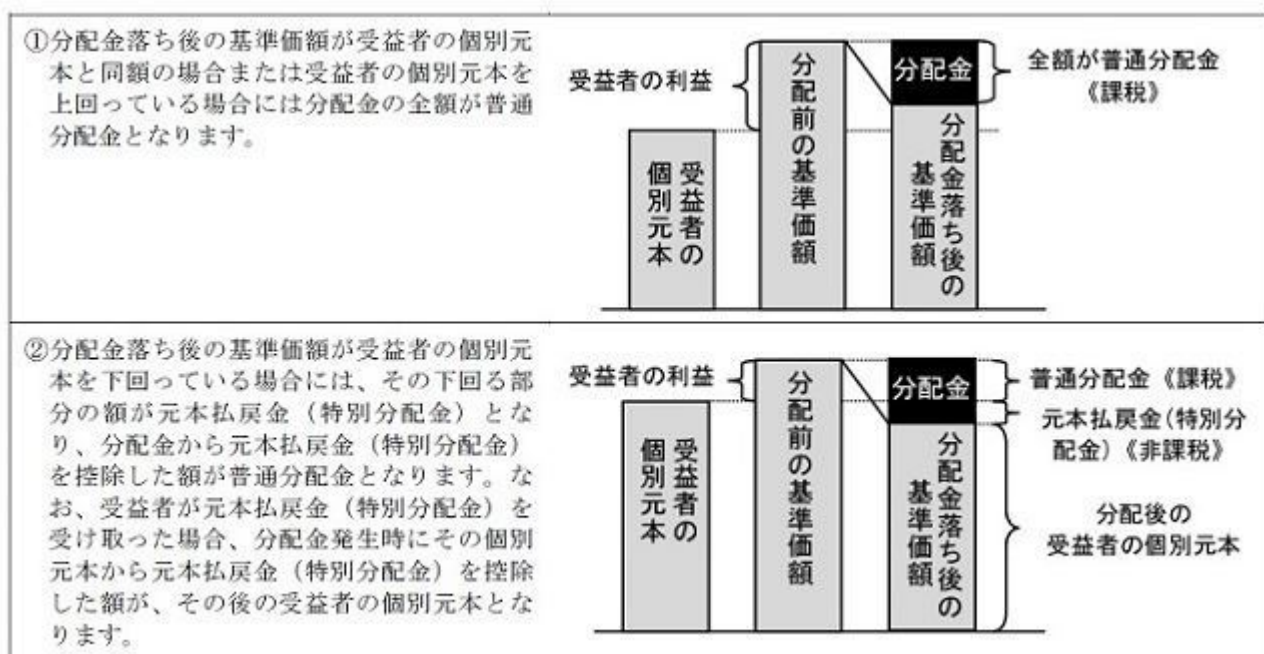 ①分配金落ち後の基準価額が受益者の個別元
本と同額の場合または受益者の個別元本を
上回っている場合には分配金の全額が普通
分配金となります。
受益者の利益
受益者の
個別元本
分配前の基準価額
分配金
分配金落ち後の
基準価額
全額が普通分配金
《課税》
②分配金落ち後の基準価額が受益者の個別元
本を下回っている場合には、その下回る部
分の額が元本払戻金（特別分配金）とな
り、分配金から元本払戻金（特別分配金）
を控除した額が普通分配金となります。な
お、受益者が元本払戻金（特別分配金）を
受け取った場合、分配金発生時にその個別
元本から元本払戻金（特別分配金）を控除
した額が、その後の受益者の個別元本とな
ります。
受益者の利益
受益者の
個別元本
分配前の基準価額
分配金
分配金落ち後の
基準価額
普通分配金《課税》
元本払戻金(特別分
配金)《非課税》
分配後の
受益者の個別元本